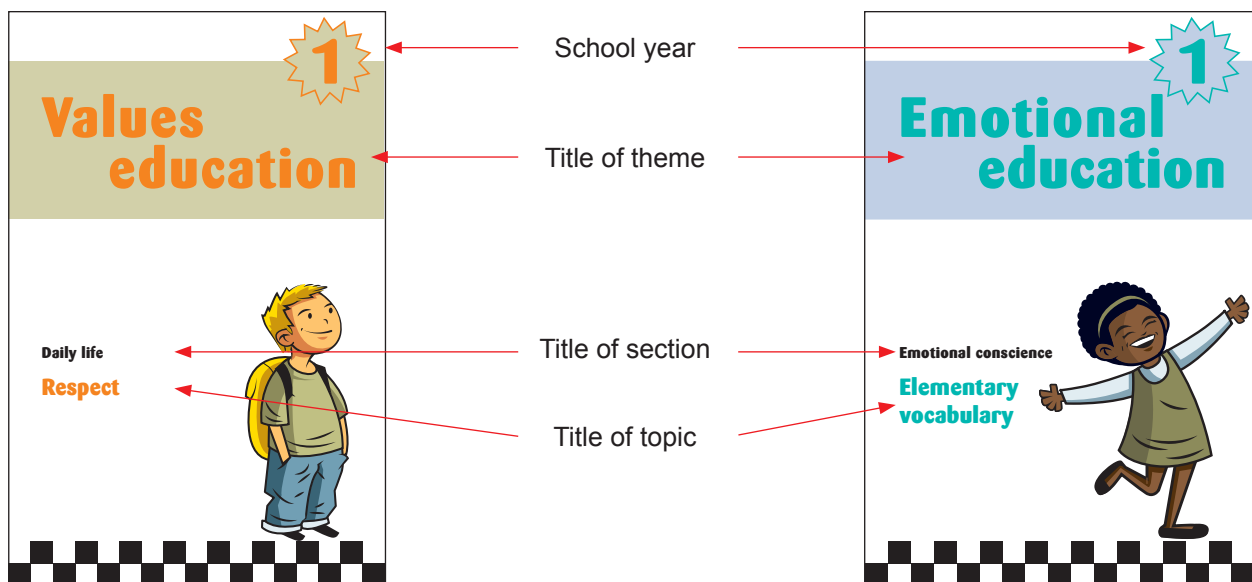 1
Values
education
Daily life
Respect
School year
Title of theme
Title of section
Title of topic
1
Emotional
education
Emotional conscience
Elementary
vocabulary